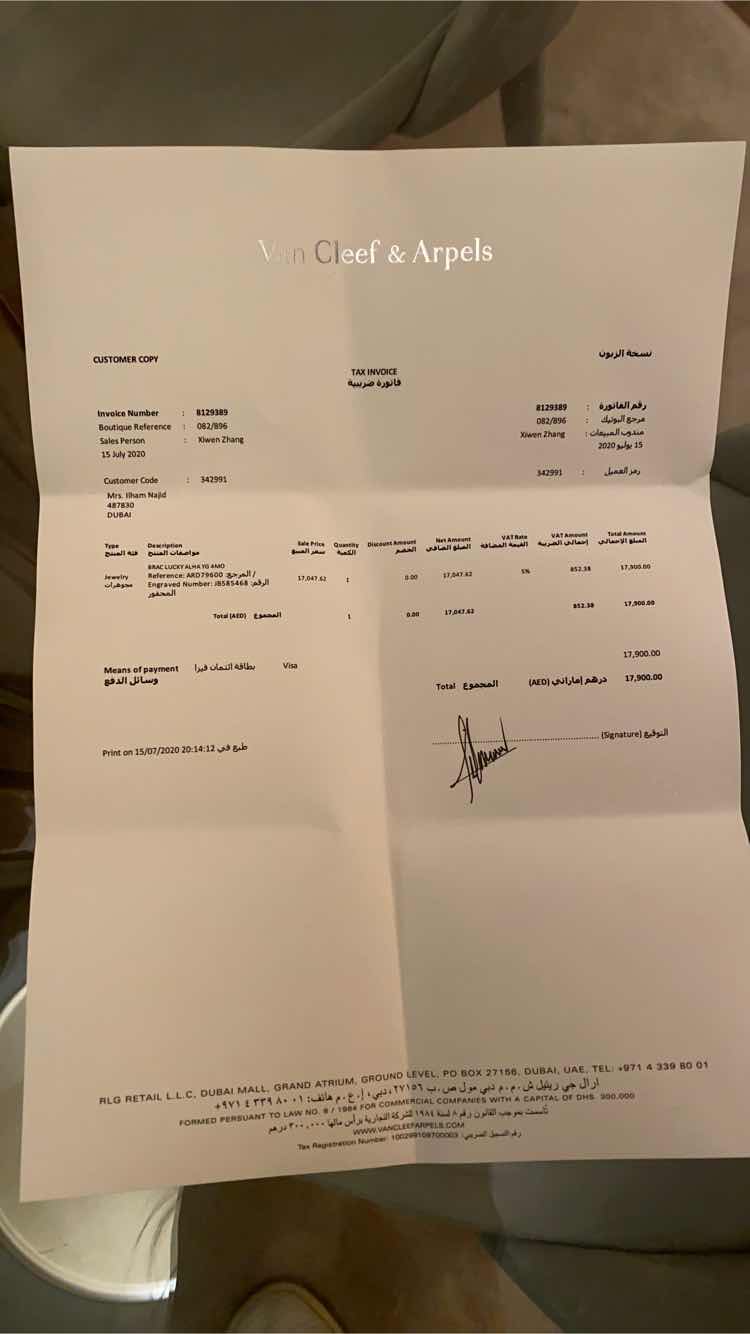 Van Cleef & Arpels
CUSTOMER COPY
نسخة الزبون
TAX INVOICE
فاتورة ضريبية
Invoice Number : 8129389
8129389 : رقم الفاتورة
Boutique Reference : 082/896
082/896 : مرجع البوتيك
Sales Person : Xiwen Zhang
Xiwen Zhang : مندوب المبيعات
15 July 2020
15 يوليو 2020
Customer Code : 342991
342991 : رمز العميل
Mrs. Ilham Najid
487830
DUBAI
Type Description Sale Price Quantity Discount Amount Net Amount VAT Rate VAT Amount Total Amount
فئة المنتج مواصفات المنتج سعر المبيع الكمية الخصم المبلغ الصافي القيمة المضافة إجمالي الضريبة المبلغ الإجمالي
BRAC LUCKY ALHA YG 4MO
Jewelry Reference: ARD79600 :المرجع / 17,047.62 1 0.00 17,047.62 5% 852.38 17,900.00
مجوهرات Engraved Number: JB585468 :الرقم
المحفور
Total (AED) المجموع 1 0.00 17,047.62 852.38 17,900.00
17,900.00
Means of payment بطاقة ائتمان فيزا Visa
وسائل الدفع
Total المجموع (AED) درهم إماراتي 17,900.00
(Signature) التوقيع
Print on 15/07/2020 20:14:12 طبع في
RLG RETAIL L.L.C, DUBAI MALL, GRAND ATRIUM, GROUND LEVEL, PO BOX 27156, DUBAI, UAE, TEL: +971 4 339 80 01
ارال جي ريتيل ش.م.م دبي مول ص.ب ٢٧١٥٦، دبي، إ.ع.م هاتف: ٠١ ٨٠ ٣٣٩ ٤ ٩٧١+
FORMED PERSUANT TO LAW NO. 8 / 1984 FOR COMMERCIAL COMPANIES WITH A CAPITAL OF DHS. 300,000
تأسست بموجب القانون رقم ٨ لسنة ١٩٨٤ للشركة التجارية برأس مالها ٣٠٠,٠٠٠ درهم
WWW.VANCLEEFARPELS.COM
Tax Registration Number: 100299109700003 :رقم التسجيل الضريبي